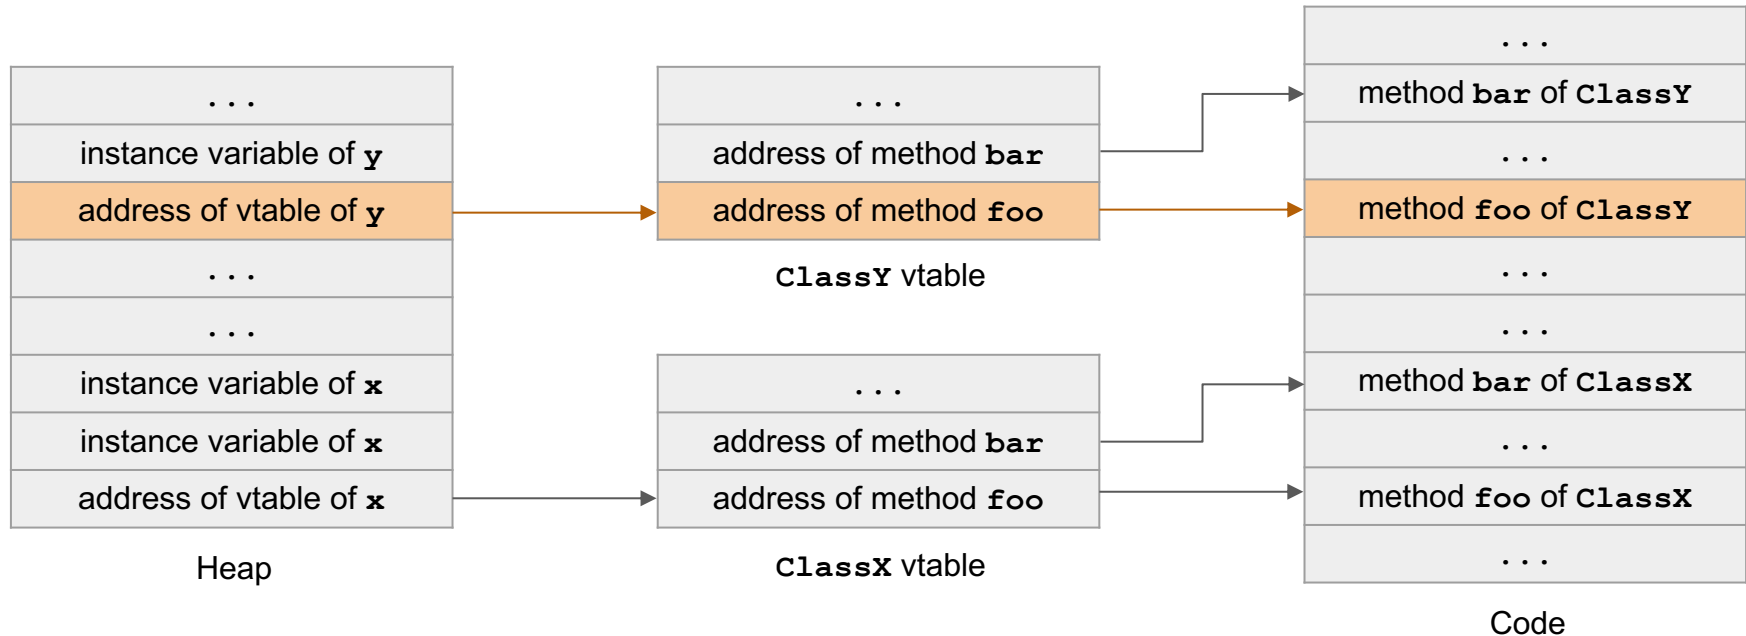 ...
instance variable of y
address of vtable of y
...
...
instance variable of x
instance variable of x
address of vtable of x
Heap
...
address of method bar
address of method foo
ClassY vtable
...
address of method bar
address of method foo
ClassX vtable
...
method bar of ClassY
...
method foo of ClassY
...
...
method bar of ClassX
...
method foo of ClassX
...
Code